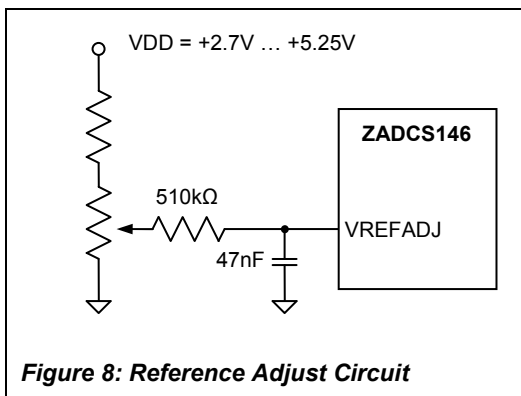 VDD = +2.7V … +5.25V
ZADCS146
510kΩ
VREFADJ
47nF
Figure 8: Reference Adjust Circuit